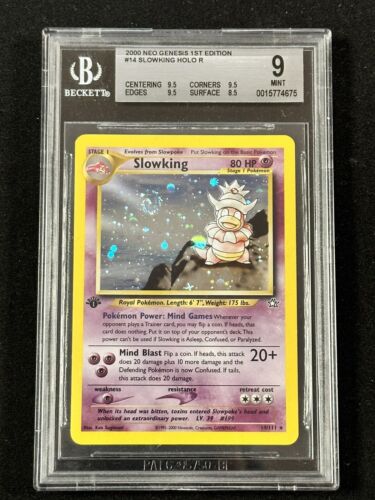 2000 NEO GENESIS 1ST EDITION
#14 SLOWKING HOLO R
B
BECKETT®
CENTERING 9.5 CORNERS 9.5
EDGES 9.5 SURFACE 8.5
9
MINT
0015774675
STAGE 1 Evolves from Slowpoke Put Slowking on the Basic Pokémon
Slowking 80 HP
Stage 1 Pokémon
Royal Pokémon. Length: 6' 7", Weight: 175 lbs.
Pokémon Power: Mind Games Whenever your
opponent plays a Trainer card, you may flip a coin. If heads, that
card does nothing. Put it on top of your opponent's deck. This
power can't be used if Slowking is Asleep, Confused, or Paralyzed.
Mind Blast Flip a coin. If heads, this attack
does 20 damage plus 10 more damage and the
Defending Pokémon is now Confused. If tails,
this attack does 20 damage.
20+
weakness resistance retreat cost
When its head was bitten, toxins entered Slowpoke's head and
unlocked an extraordinary power. LV. 39 #199
Illus. Ken Sugimori ©1995-2000 Nintendo, Creatures, GAMEFREAK. 14/111 ★